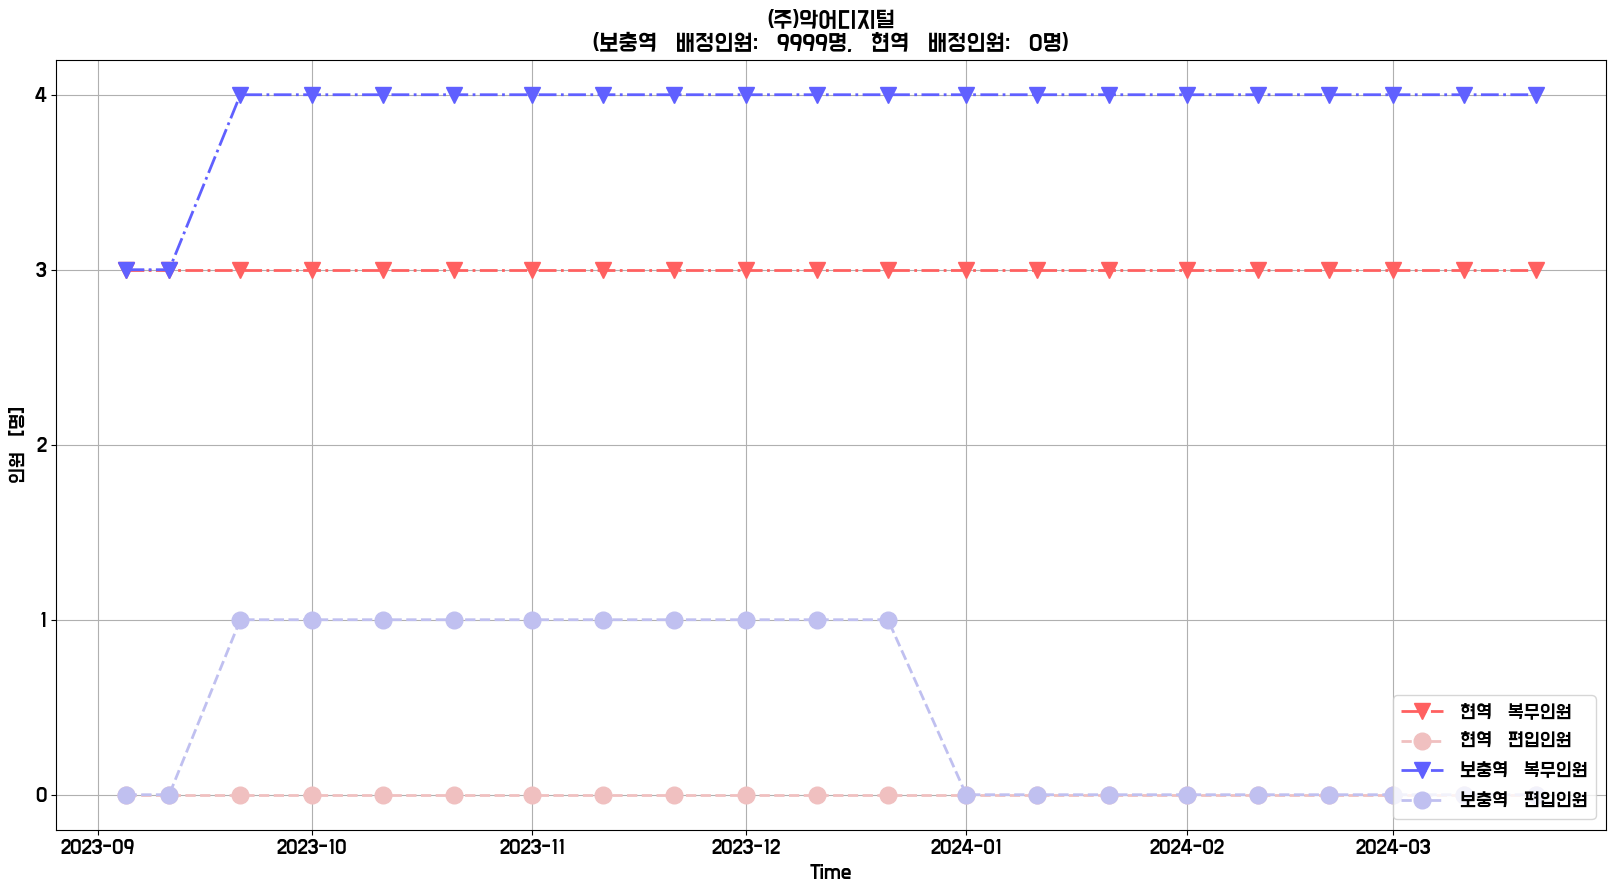 (주)악어디지털
(보충역 배정인원: 9999명, 현역 배정인원: 0명)
인원 [명]
4
3
2
1
0
2023-09
2023-10
2023-11
2023-12
2024-01
2024-02
2024-03
Time
현역 복무인원
현역 편입인원
보충역 복무인원
보충역 편입인원